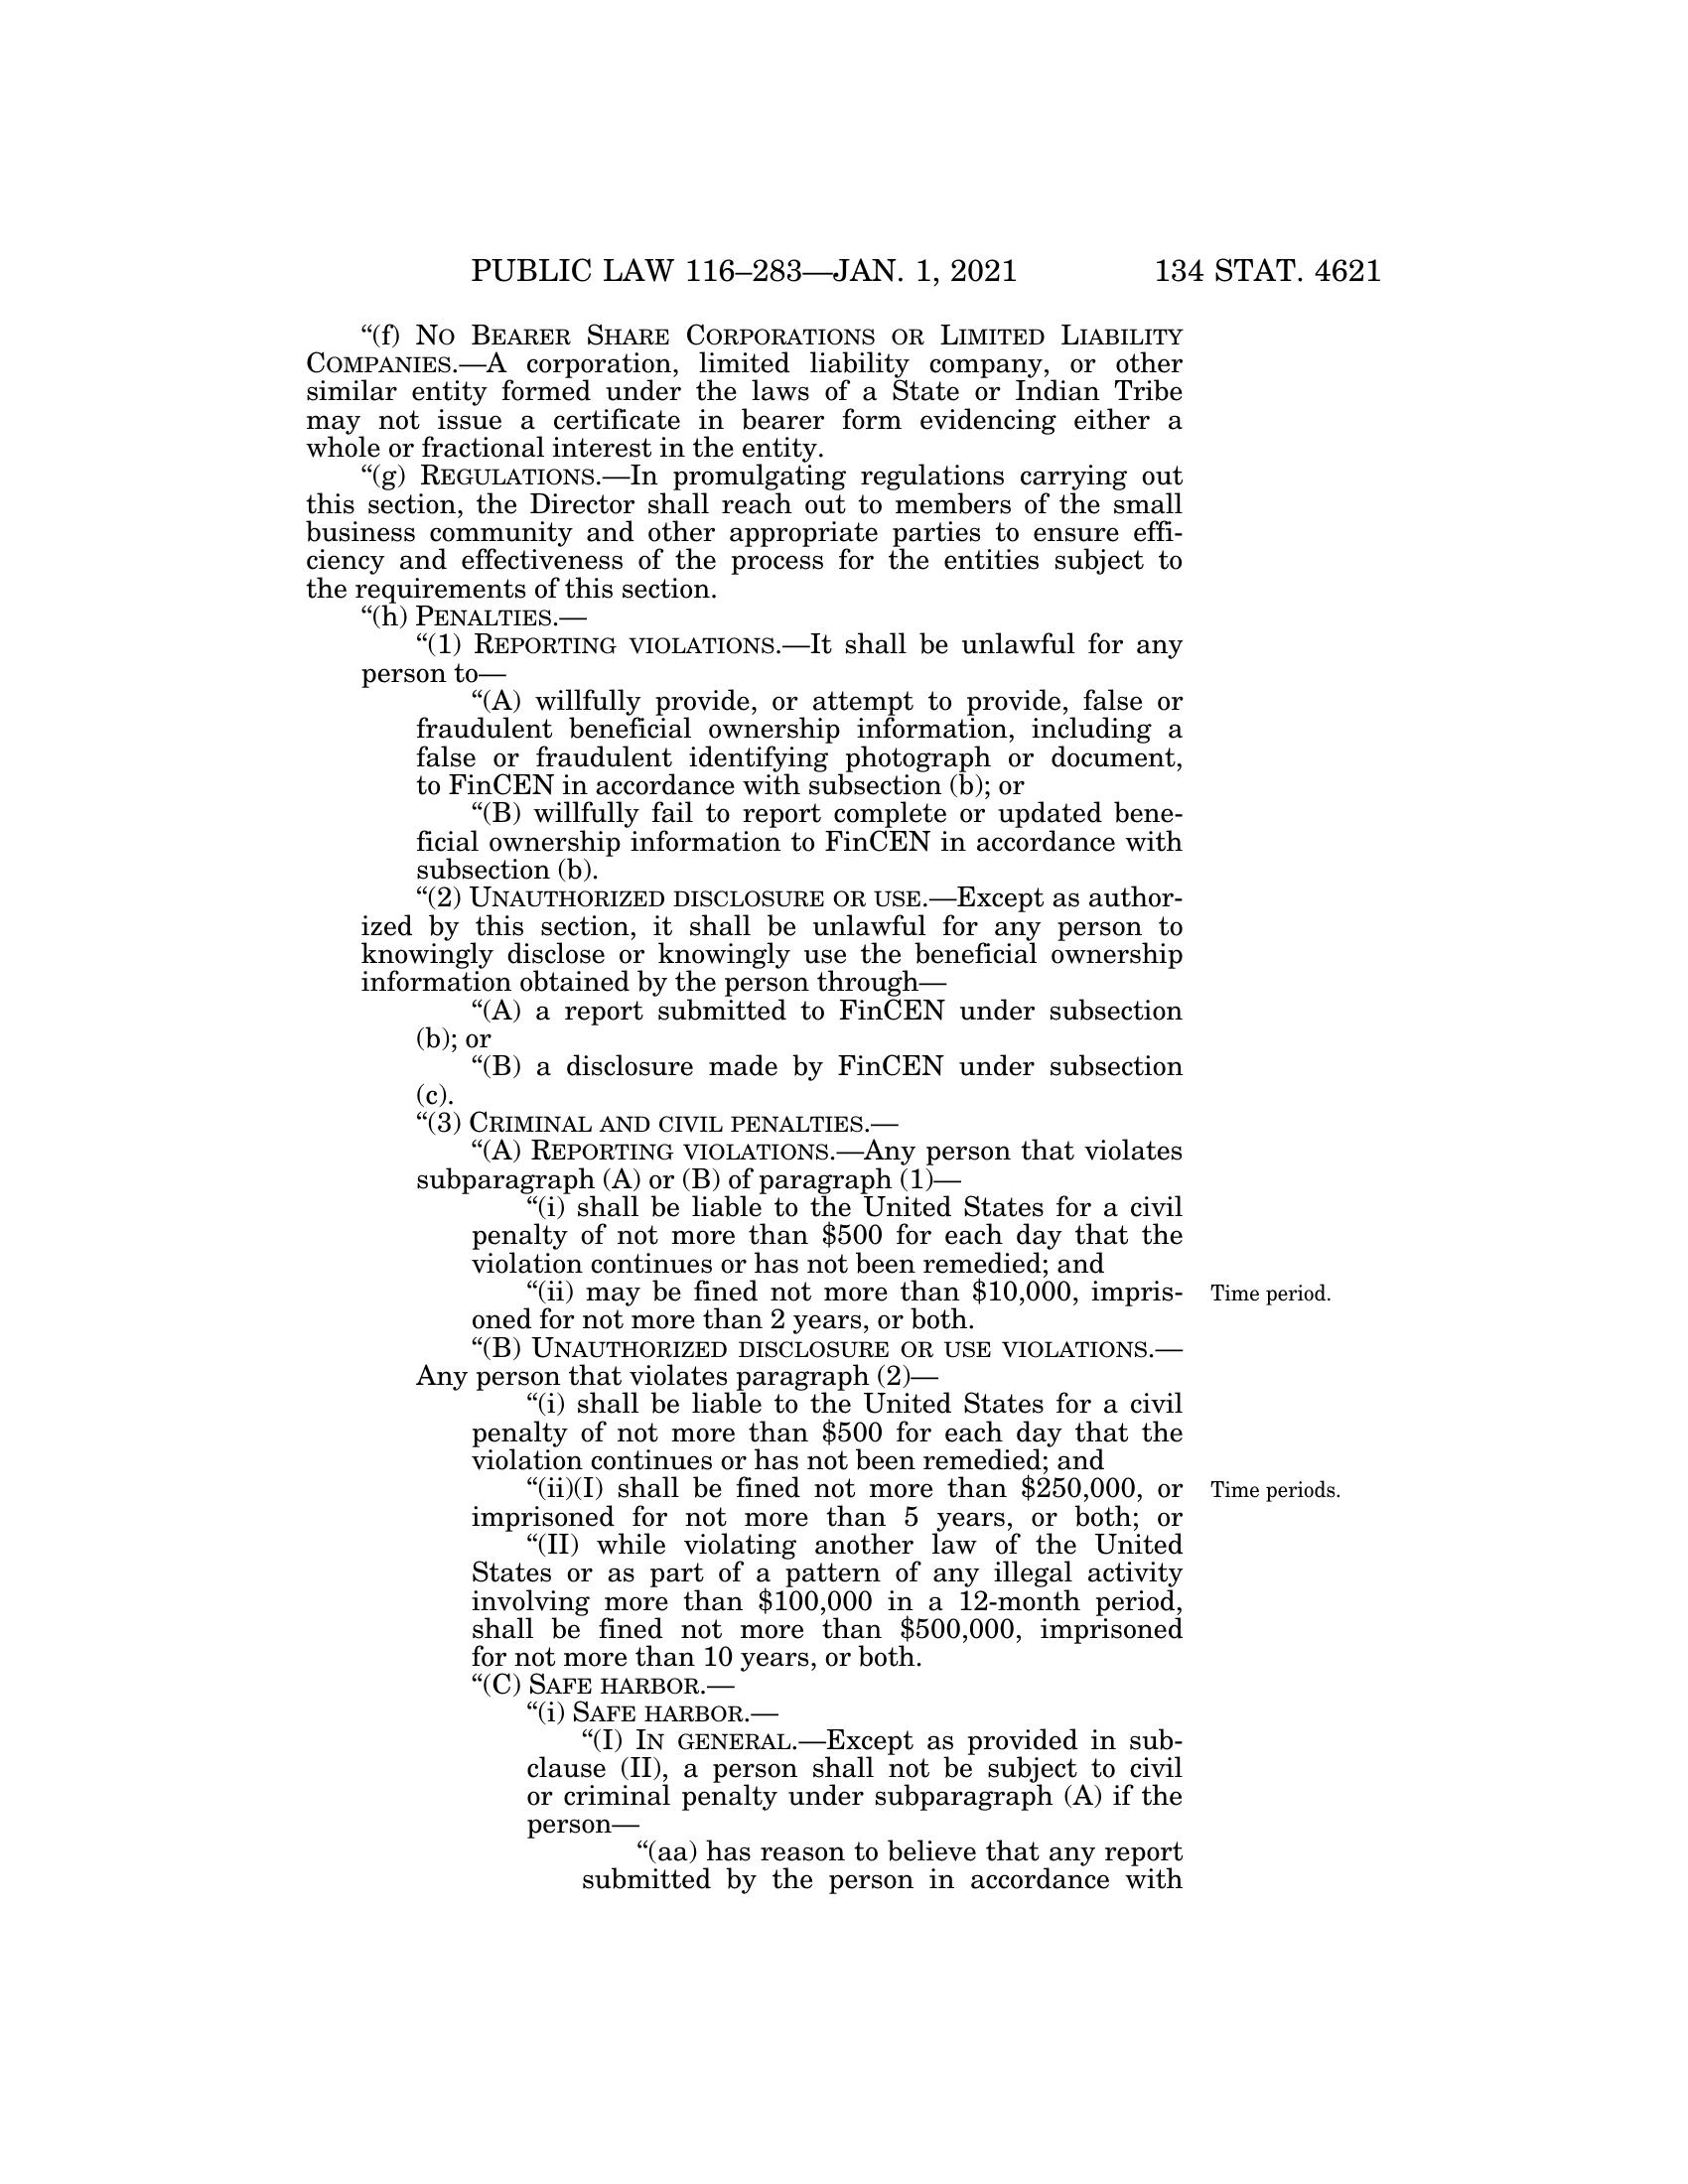 PUBLIC LAW 116–283—JAN. 1, 2021 134 STAT. 4621
“(f) NO BEARER SHARE CORPORATIONS OR LIMITED LIABILITY
COMPANIES.—A corporation, limited liability company, or other
similar entity formed under the laws of a State or Indian Tribe
may not issue a certificate in bearer form evidencing either a
whole or fractional interest in the entity.
“(g) REGULATIONS.—In promulgating regulations carrying out
this section, the Director shall reach out to members of the small
business community and other appropriate parties to ensure effi-
ciency and effectiveness of the process for the entities subject to
the requirements of this section.
“(h) PENALTIES.—
“(1) REPORTING VIOLATIONS.—It shall be unlawful for any
person to—
“(A) willfully provide, or attempt to provide, false or
fraudulent beneficial ownership information, including a
false or fraudulent identifying photograph or document,
to FinCEN in accordance with subsection (b); or
“(B) willfully fail to report complete or updated bene-
ficial ownership information to FinCEN in accordance with
subsection (b).
“(2) UNAUTHORIZED DISCLOSURE OR USE.—Except as author-
ized by this section, it shall be unlawful for any person to
knowingly disclose or knowingly use the beneficial ownership
information obtained by the person through—
“(A) a report submitted to FinCEN under subsection
(b); or
“(B) a disclosure made by FinCEN under subsection
(c).
“(3) CRIMINAL AND CIVIL PENALTIES.—
“(A) REPORTING VIOLATIONS.—Any person that violates
subparagraph (A) or (B) of paragraph (1)—
“(i) shall be liable to the United States for a civil
penalty of not more than $500 for each day that the
violation continues or has not been remedied; and
“(ii) may be fined not more than $10,000, impris-
oned for not more than 2 years, or both.
Time period.
“(B) UNAUTHORIZED DISCLOSURE OR USE VIOLATIONS.—
Any person that violates paragraph (2)—
“(i) shall be liable to the United States for a civil
penalty of not more than $500 for each day that the
violation continues or has not been remedied; and
“(ii)(I) shall be fined not more than $250,000, or
imprisoned for not more than 5 years, or both; or
Time periods.
“(II) while violating another law of the United
States or as part of a pattern of any illegal activity
involving more than $100,000 in a 12-month period,
shall be fined not more than $500,000, imprisoned
for not more than 10 years, or both.
“(C) SAFE HARBOR.—
“(i) SAFE HARBOR.—
“(I) IN GENERAL.—Except as provided in sub-
clause (II), a person shall not be subject to civil
or criminal penalty under subparagraph (A) if the
person—
“(aa) has reason to believe that any report
submitted by the person in accordance with